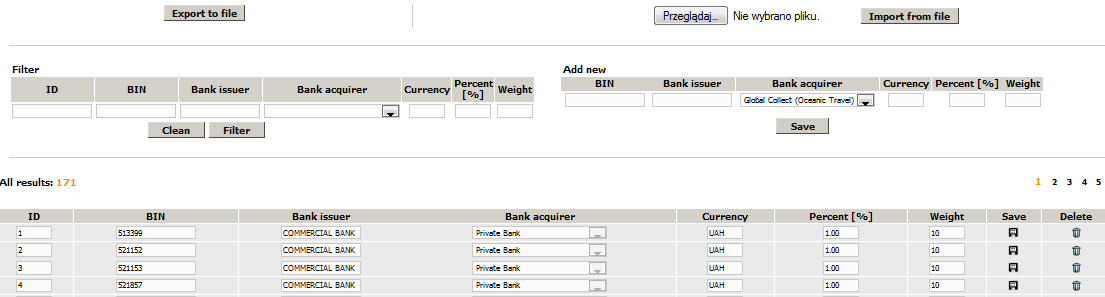 Export to file Przeglądaj... Nie wybrano pliku. Import from file
Filter Add new
ID BIN Bank issuer Bank acquirer Currency Percent [%] Weight BIN Bank issuer Bank acquirer Currency Percent [%] Weight
Global Collect (Oceanic Travel)
Clean Filter Save
All results: 171 1 2 3 4 5
ID BIN Bank issuer Bank acquirer Currency Percent [%] Weight Save Delete
1 513399 COMMERCIAL BANK Private Bank UAH 1.00 10
2 521152 COMMERCIAL BANK Private Bank UAH 1.00 10
3 521153 COMMERCIAL BANK Private Bank UAH 1.00 10
4 521857 COMMERCIAL BANK Private Bank UAH 1.00 10